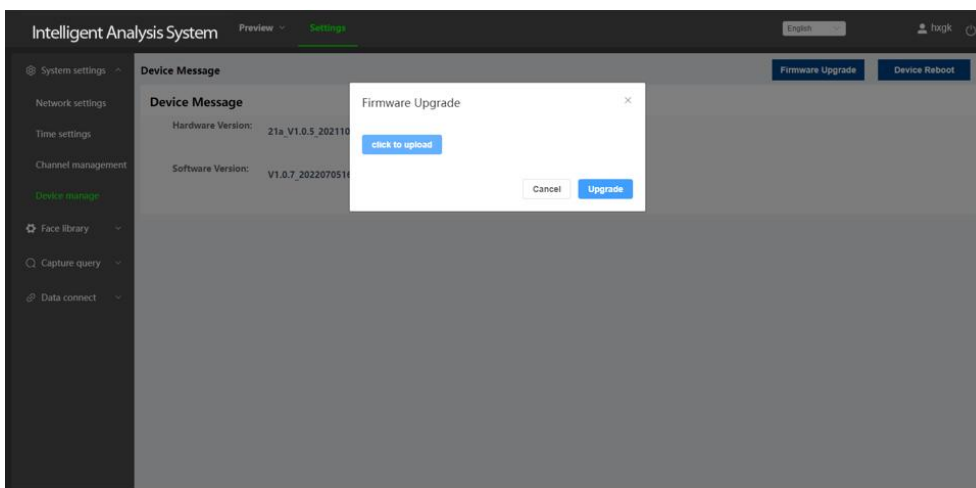 Intelligent Analysis System
Preview
Settings
English
hxgk
System settings
Network settings
Time settings
Channel management
Device manage
Face library
Capture query
Data connect
Device Message
Firmware Upgrade
Device Reboot
Device Message
Hardware Version: 21a_V1.0.5_202110
Software Version: V1.0.7_2022070516
Firmware Upgrade
click to upload
Cancel
Upgrade